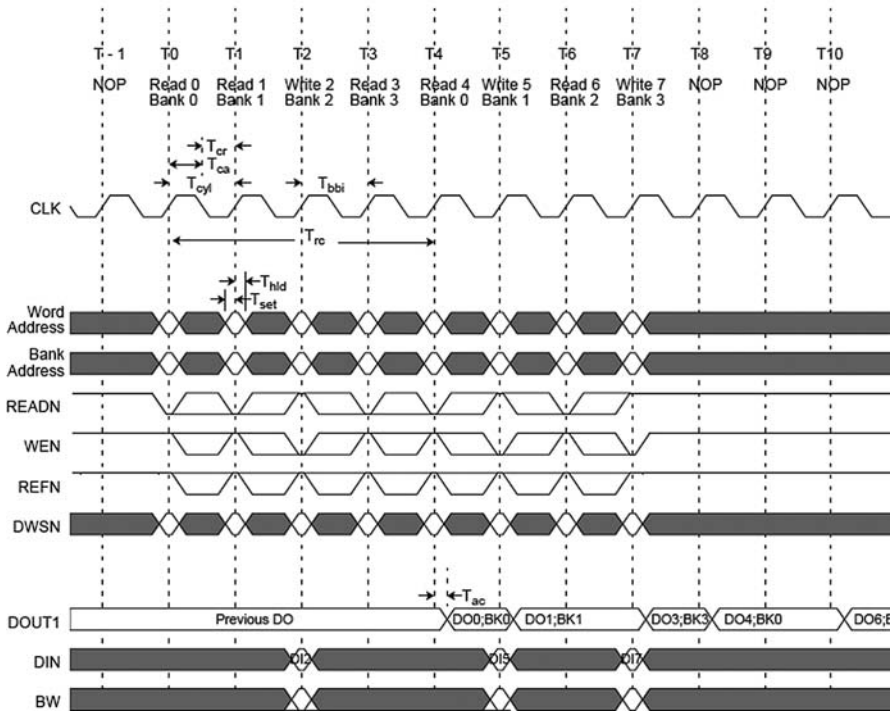 T - 1 T0 T1 T2 T3 T4 T5 T6 T7 T8 T9 T10
NOP Read 0 Read 1 Write 2 Read 3 Read 4 Write 5 Read 6 Write 7 NOP NOP NOP
Bank 0 Bank 1 Bank 2 Bank 3 Bank 0 Bank 1 Bank 2 Bank 3
Tcr
Tca
Tcyl Tbbi
CLK
Trc
Thld
Tset
Word
Address
Bank
Address
READN
WEN
REFN
DWSN
Tac
DOUT1 Previous DO DO0;BK0 DO1;BK1 DO3;BK3 DO4;BK0 DO6;B
DIN DI2 DI5 DI7
BW